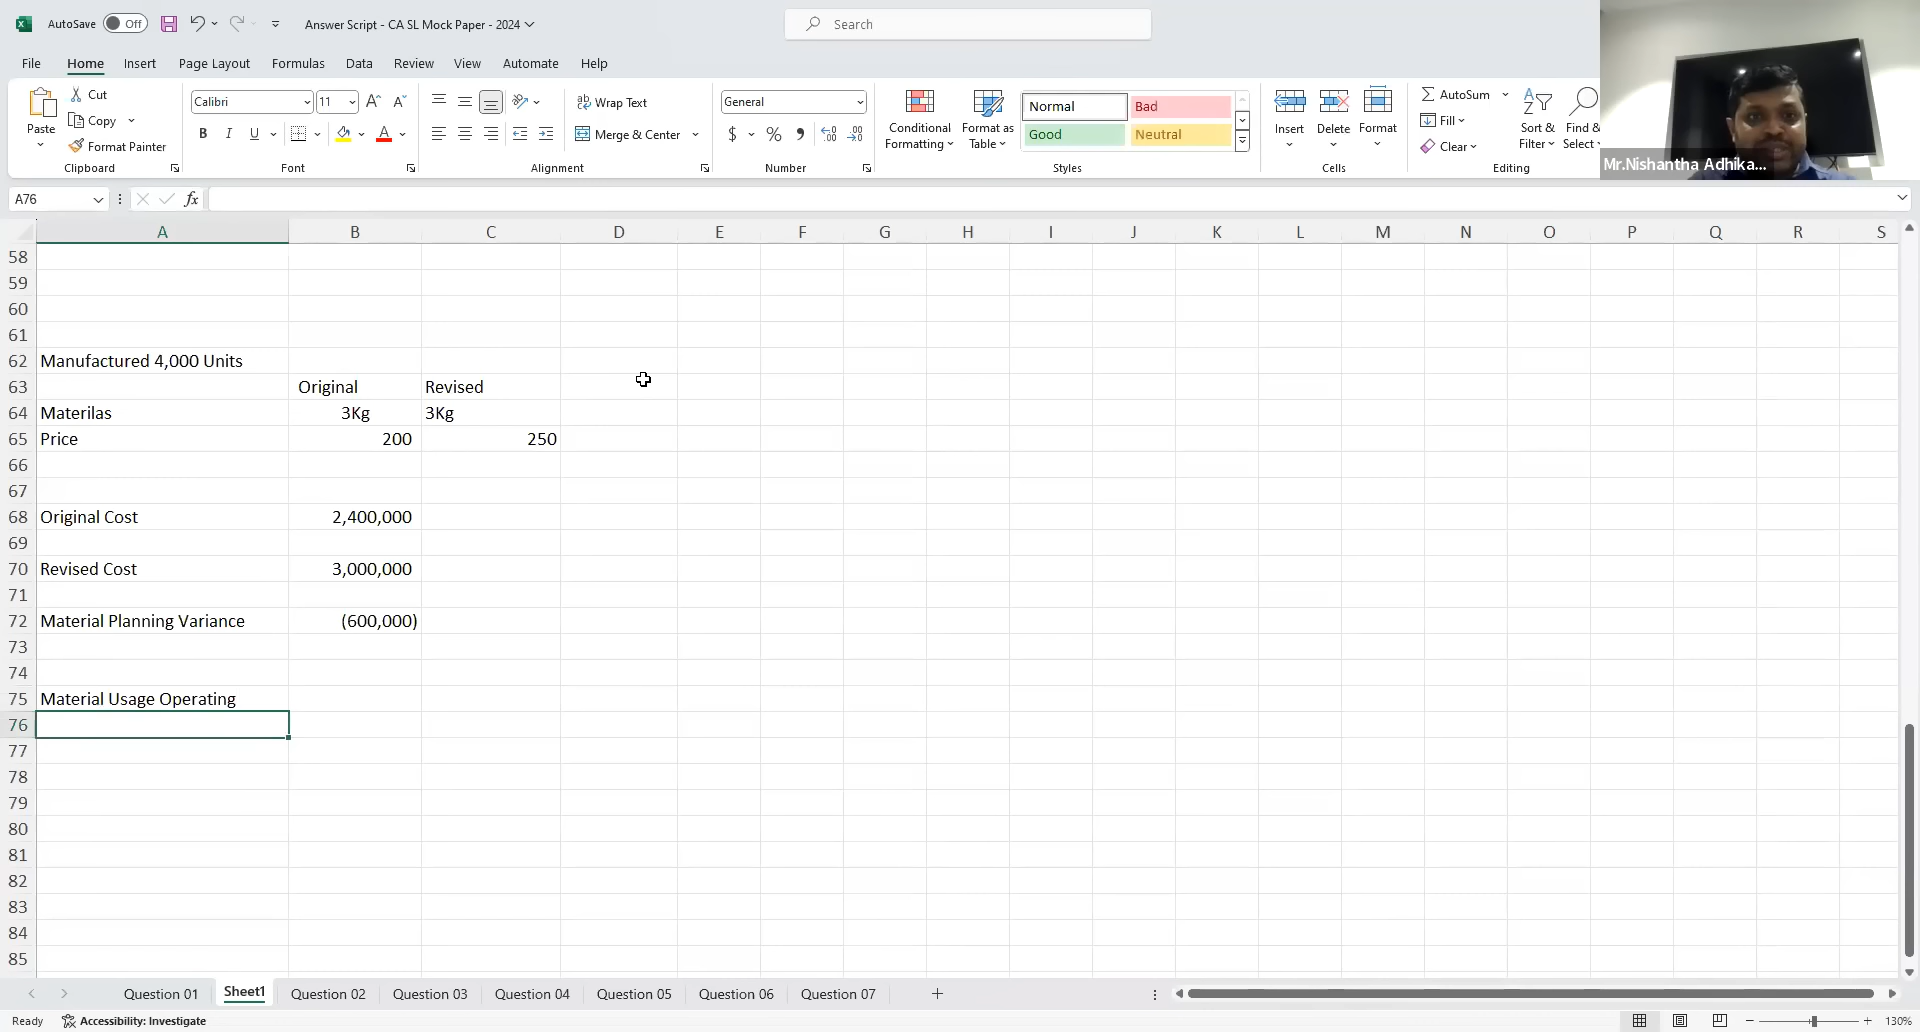 AutoSave Off Answer Script - CA SL Mock Paper - 2024 Search
File Home Insert Page Layout Formulas Data Review View Automate Help
Paste Cut Copy Format Painter Clipboard
Calibri 11 A A B I U A Font
Wrap Text Merge & Center Alignment
General $ % Number
Conditional Formatting Format as Table Normal Bad Good Neutral Styles
Insert Delete Format Cells
AutoSum Fill Clear Sort & Filter Find & Select Editing
Mr.Nishantha Adhika...
A76 fx
A B C D E F G H I J K L M N O P Q R S
58
59
60
61
62 Manufactured 4,000 Units
63 Original Revised
64 Materilas 3Kg 3Kg
65 Price 200 250
66
67
68 Original Cost 2,400,000
69
70 Revised Cost 3,000,000
71
72 Material Planning Variance (600,000)
73
74
75 Material Usage Operating
76
77
78
79
80
81
82
83
84
85
Question 01 Sheet1 Question 02 Question 03 Question 04 Question 05 Question 06 Question 07
Ready Accessibility: Investigate 130%